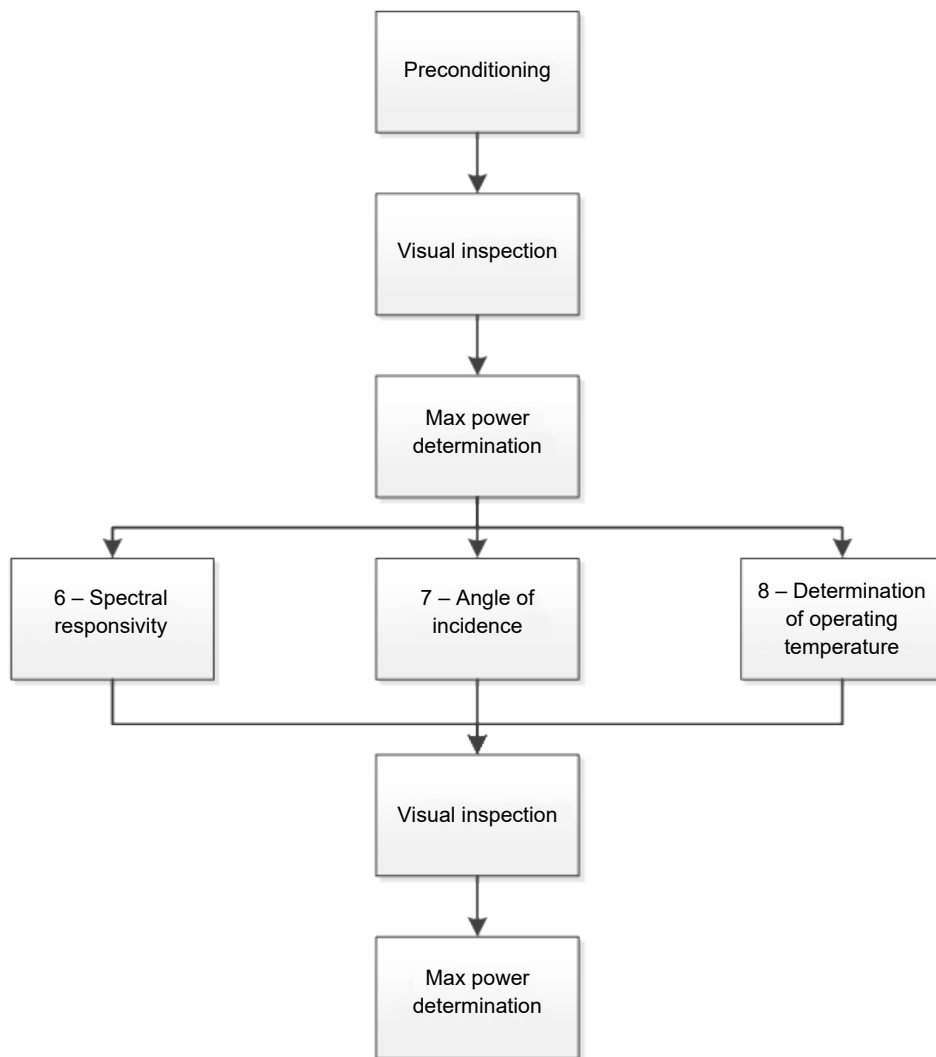 Preconditioning
Visual inspection
Max power
determination
6 – Spectral
responsivity
7 – Angle of
incidence
8 – Determination
of operating
temperature
Visual inspection
Max power
determination